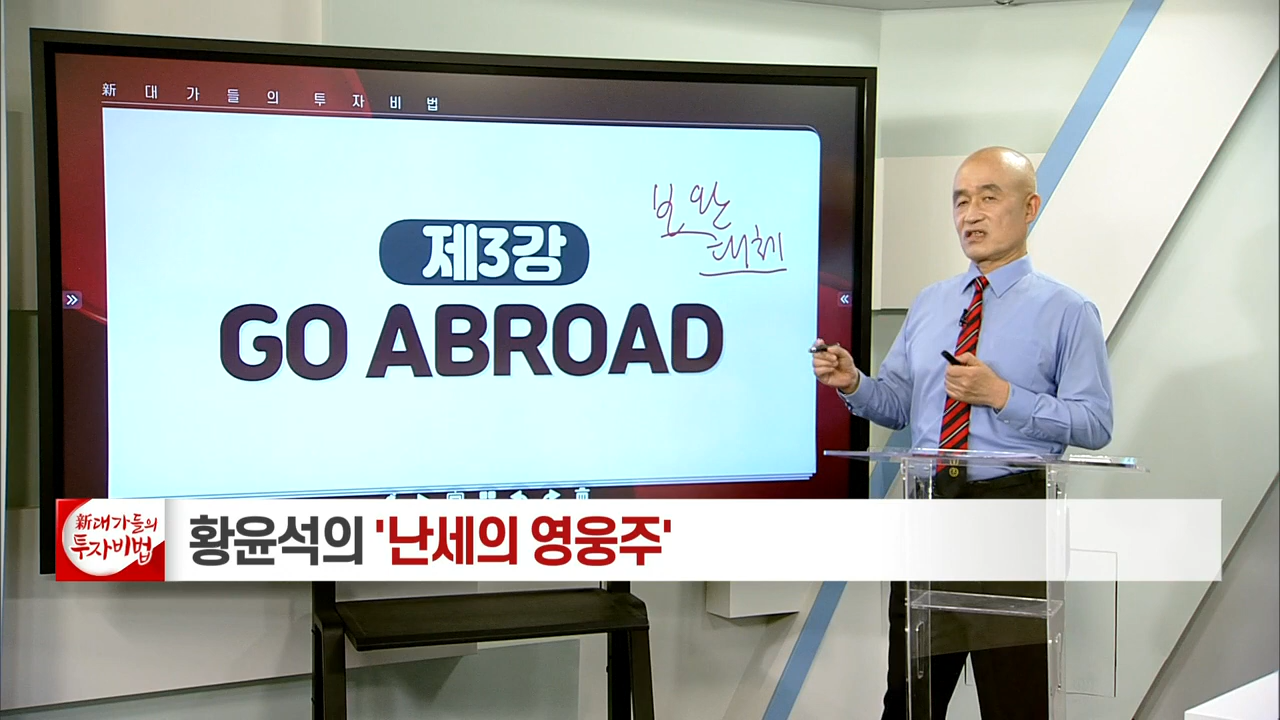 新 대 가 들 의 투 자 비 법
보완
대체
제3강
GO ABROAD
新대가들의
투자비법
황윤석의 '난세의 영웅주'